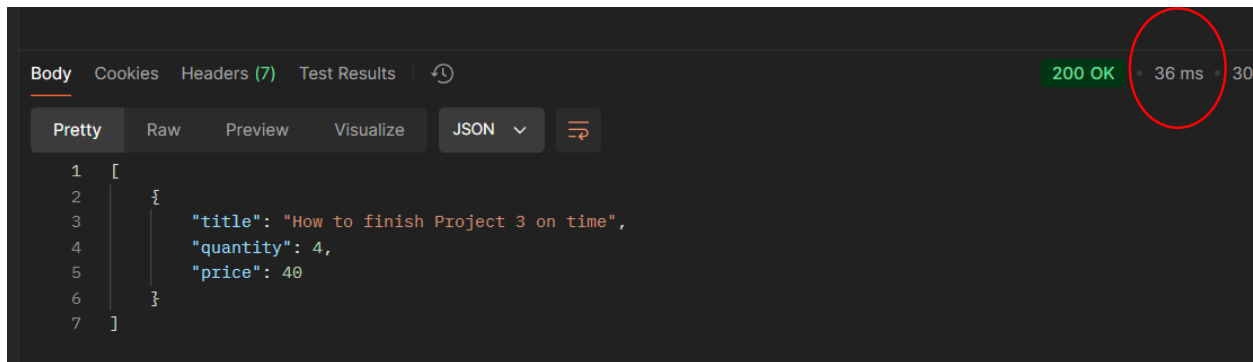 Body Cookies Headers (7) Test Results 200 OK • 36 ms • 30
Pretty Raw Preview Visualize JSON
1 [
2 {
3 "title": "How to finish Project 3 on time",
4 "quantity": 4,
5 "price": 40
6 }
7 ]